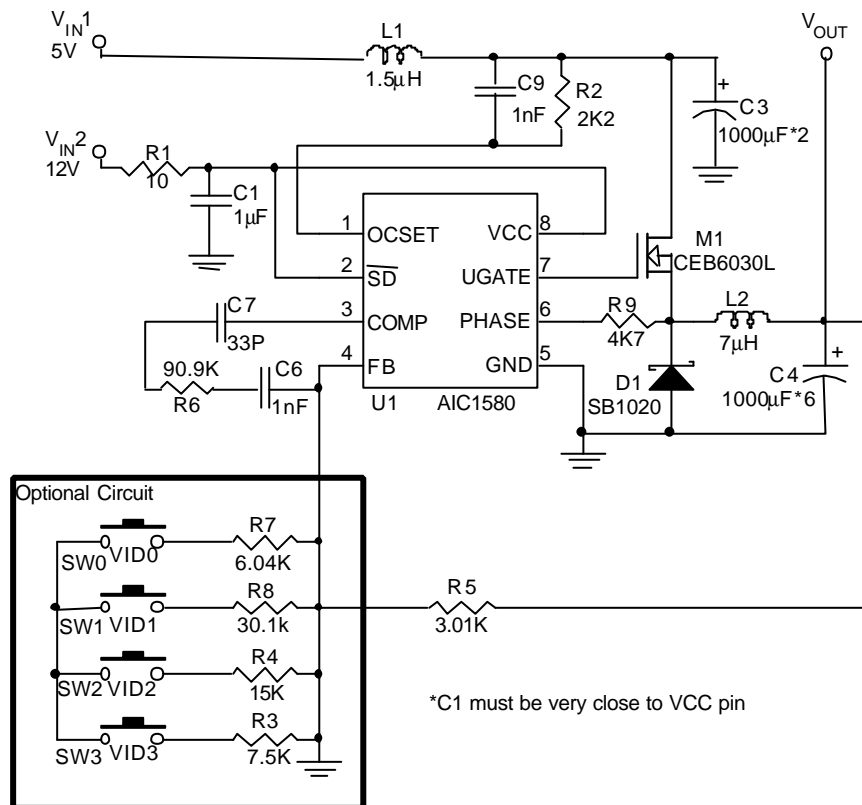 V_IN1
5V
L1
1.5μH
V_OUT
C9
1nF
R2
2K2
C3
1000μF*2
V_IN2
12V
R1
10
C1
1μF
1
OCSET
VCC
8
2
SD
UGATE
7
M1
CEB6030L
3
COMP
PHASE
6
R9
4K7
L2
7μH
C7
33P
4
FB
GND
5
90.9K
R6
C6
1nF
U1
AIC1580
D1
SB1020
C4
1000μF*6
Optional Circuit
SW0
VID0
R7
6.04K
SW1
VID1
R8
30.1k
R5
3.01K
SW2
VID2
R4
15K
*C1 must be very close to VCC pin
SW3
VID3
R3
7.5K